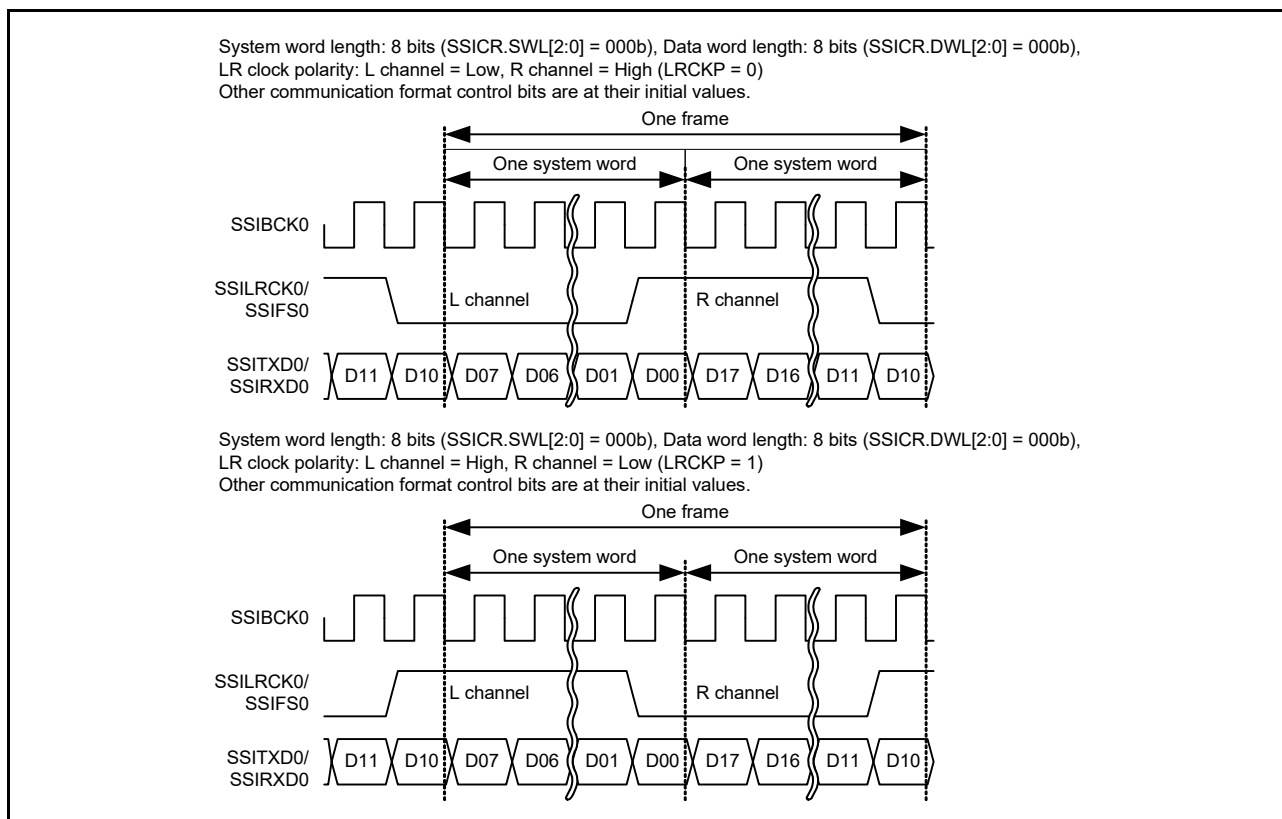 System word length: 8 bits (SSICR.SWL[2:0] = 000b), Data word length: 8 bits (SSICR.DWL[2:0] = 000b),
LR clock polarity: L channel = Low, R channel = High (LRCKP = 0)
Other communication format control bits are at their initial values.
One frame
One system word One system word
SSIBCK0
SSILRCK0/
SSIFS0
L channel R channel
SSITXD0/
SSIRXD0
D11 D10 D07 D06 D01 D00 D17 D16 D11 D10
System word length: 8 bits (SSICR.SWL[2:0] = 000b), Data word length: 8 bits (SSICR.DWL[2:0] = 000b),
LR clock polarity: L channel = High, R channel = Low (LRCKP = 1)
Other communication format control bits are at their initial values.
One frame
One system word One system word
SSIBCK0
SSILRCK0/
SSIFS0
L channel R channel
SSITXD0/
SSIRXD0
D11 D10 D07 D06 D01 D00 D17 D16 D11 D10